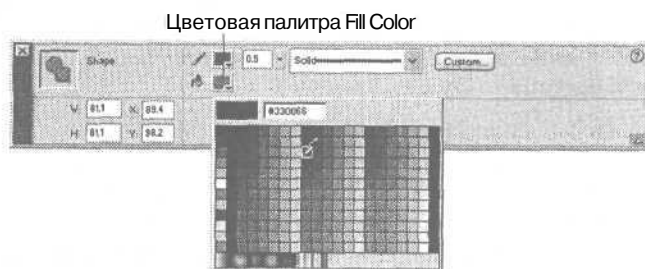 Цветовая палитра Fill Color
Shape
0.5
Solid
Custom...
?
W: 81,1 X: 89.4
H: 81,1 Y: 98.2
#330066